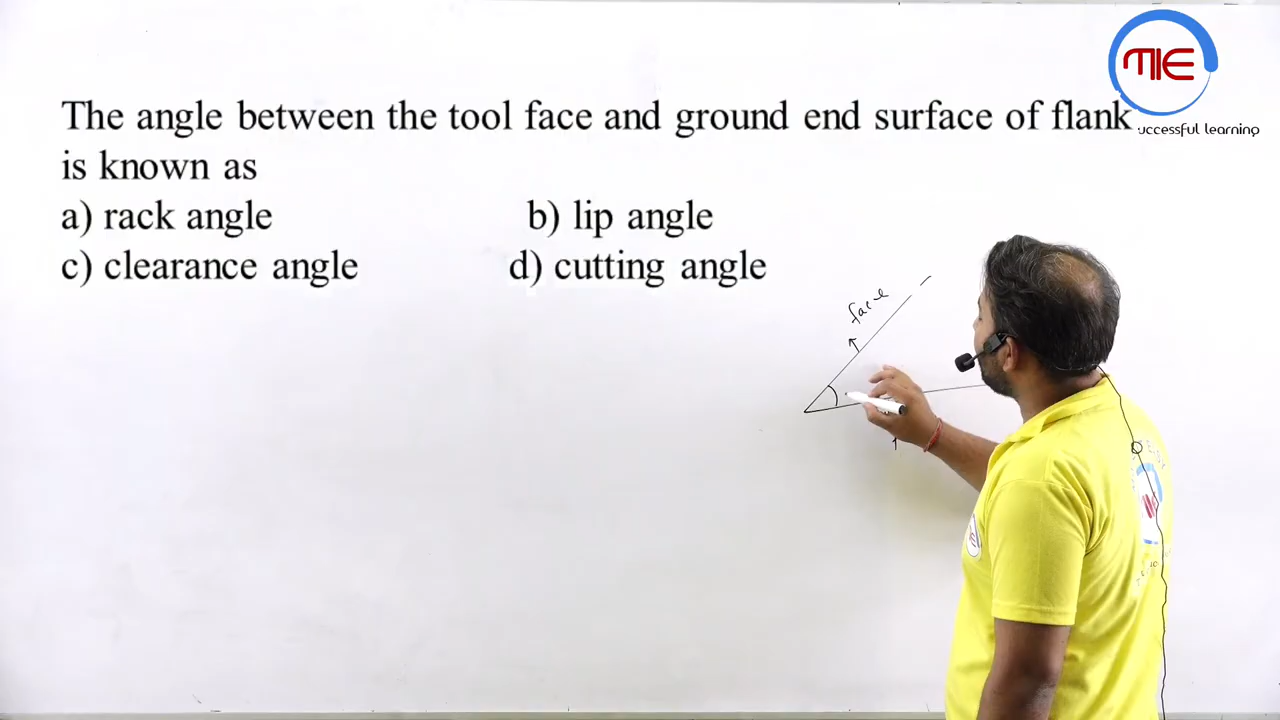 MIE
The angle between the tool face and ground end surface of flank
uccessful learning
is known as
a) rack angle b) lip angle
c) clearance angle d) cutting angle
face